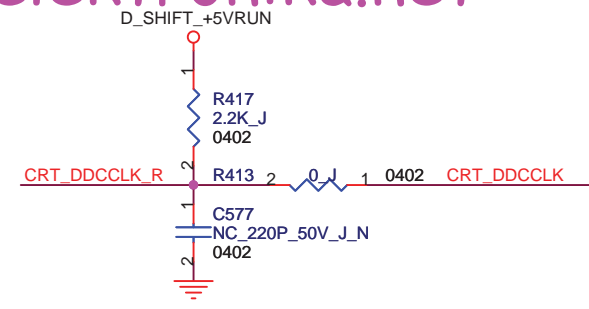 D_SHIFT_+5VRUN
1
R417
2.2K_J
0402
2
CRT_DDCCLK_R
R413 2 0_J 1 0402 CRT_DDCCLK
1
C577
NC_220P_50V_J_N
0402
2